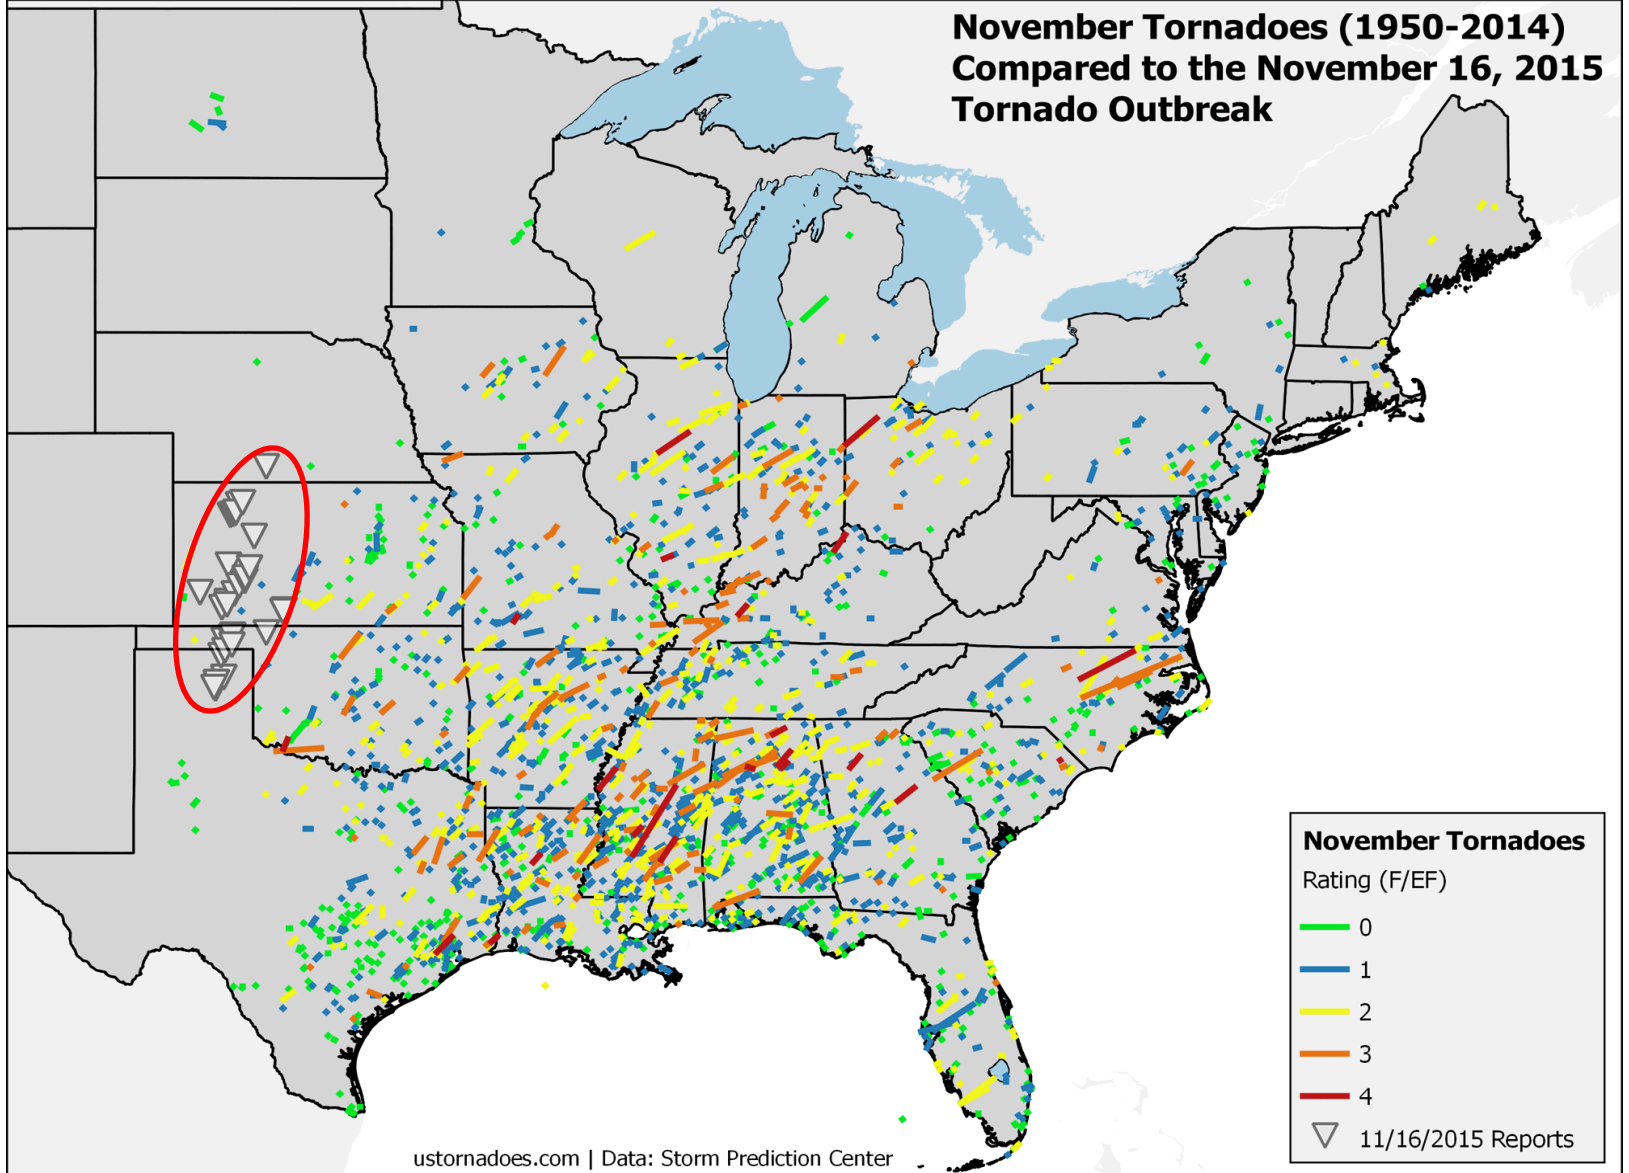 November Tornadoes (1950-2014)
Compared to the November 16, 2015
Tornado Outbreak
November Tornadoes
Rating (F/EF)
0
1
2
3
4
11/16/2015 Reports
ustornadoes.com | Data: Storm Prediction Center